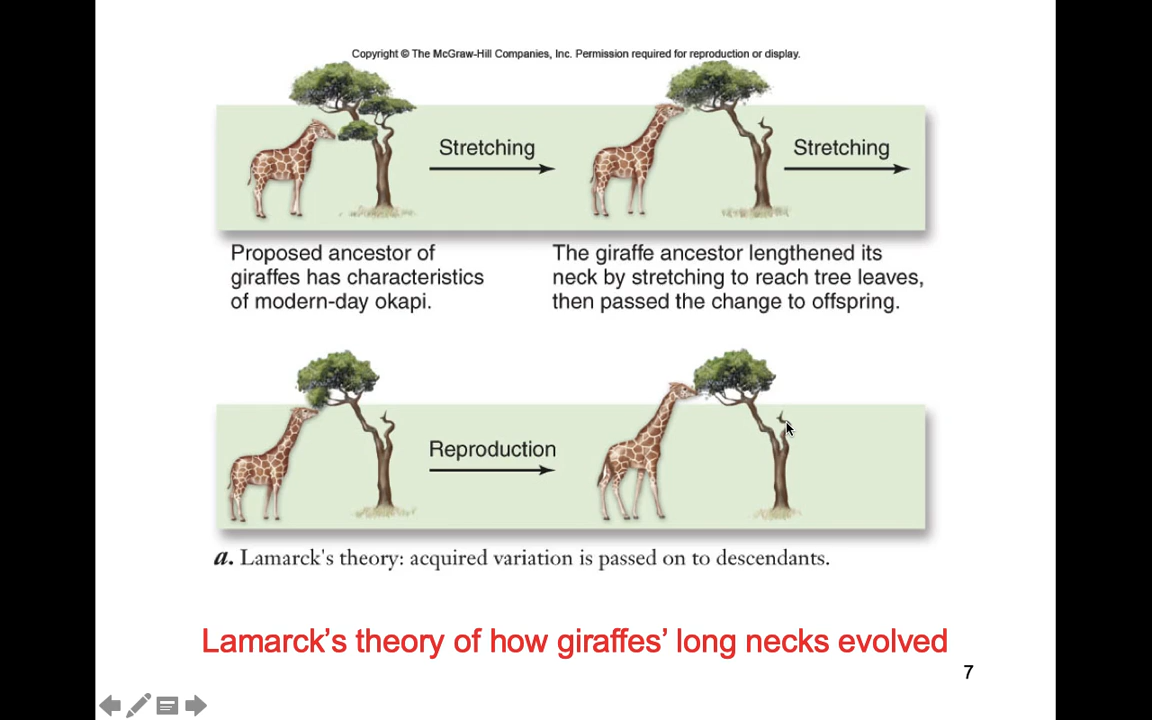 Copyright © The McGraw-Hill Companies, Inc. Permission required for reproduction or display.
Stretching
Stretching
Proposed ancestor of
giraffes has characteristics
of modern-day okapi.
The giraffe ancestor lengthened its
neck by stretching to reach tree leaves,
then passed the change to offspring.
Reproduction
a. Lamarck's theory: acquired variation is passed on to descendants.
Lamarck’s theory of how giraffes’ long necks evolved
7